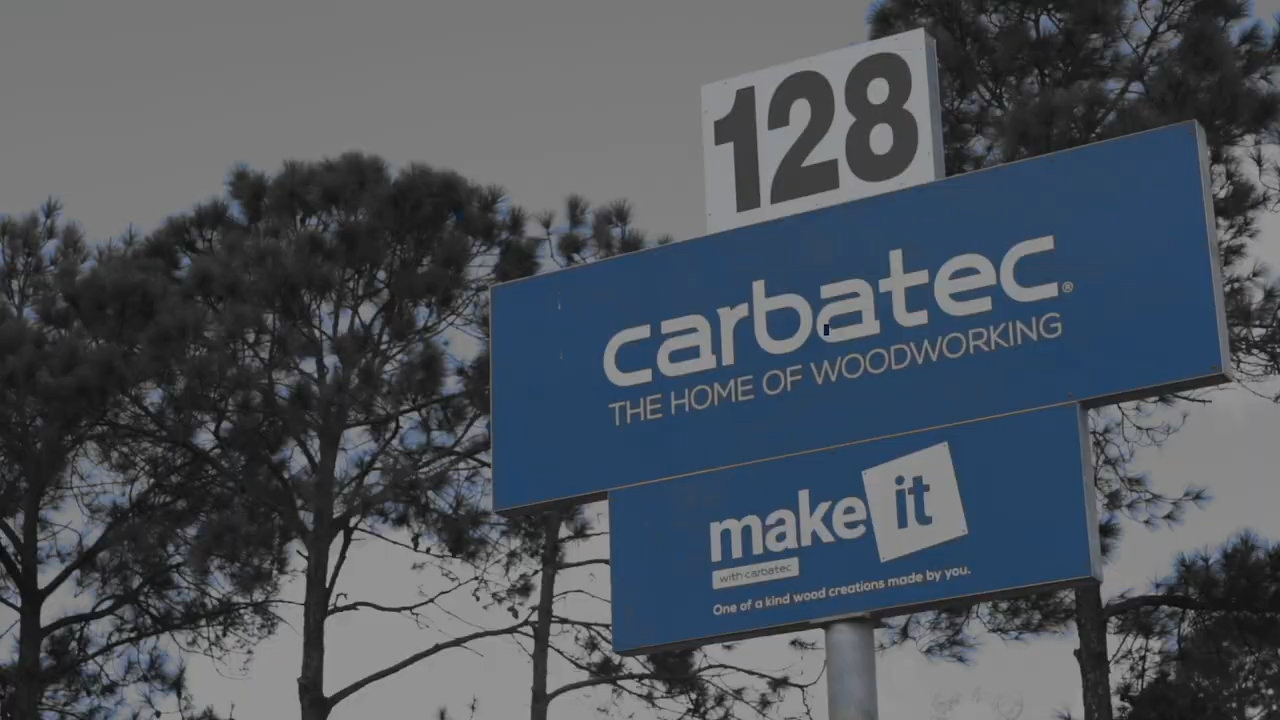 128
carbatec®
THE HOME OF WOODWORKING
make it
with carbatec
One of a kind wood creations made by you.